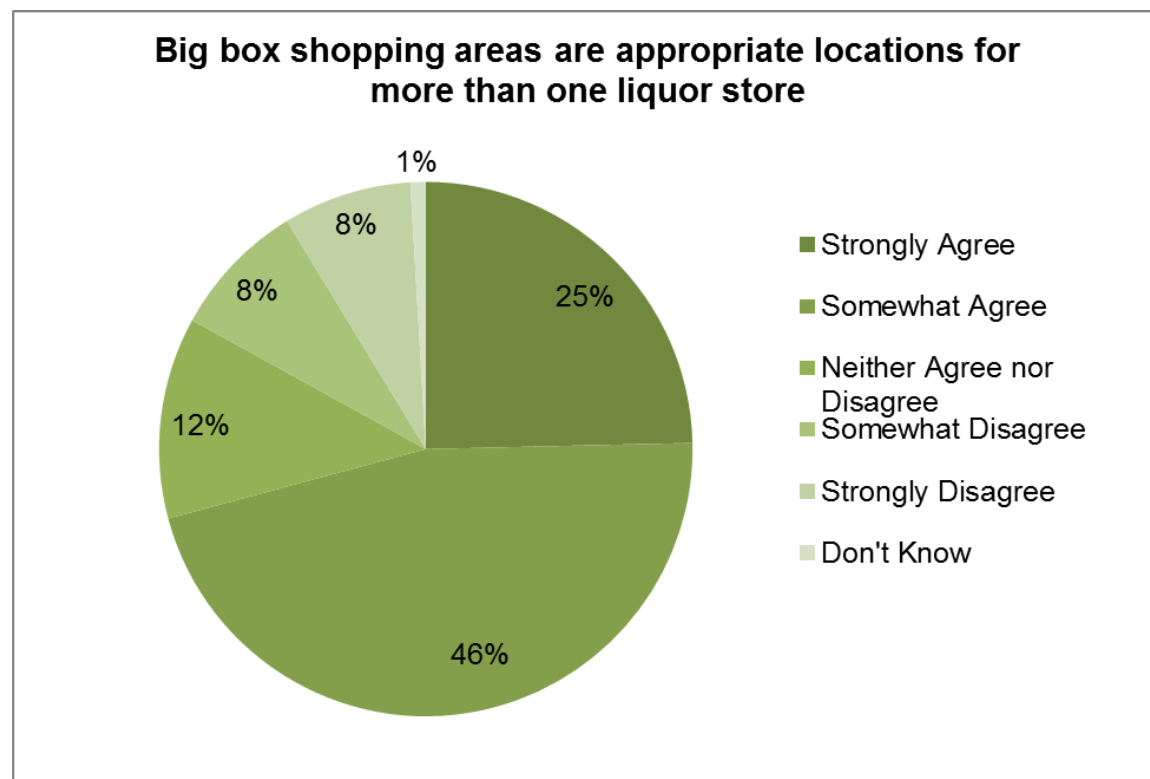 Big box shopping areas are appropriate locations for
more than one liquor store
1%
8%
8%
25%
12%
46%
Strongly Agree
Somewhat Agree
Neither Agree nor
Disagree
Somewhat Disagree
Strongly Disagree
Don't Know